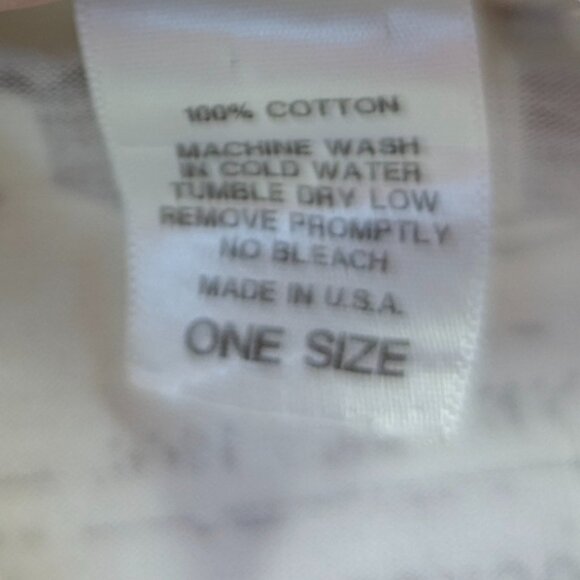 100% COTTON
MACHINE WASH
IN COLD WATER
TUMBLE DRY LOW
REMOVE PROMPTLY
NO BLEACH
MADE IN U.S.A.
ONE SIZE